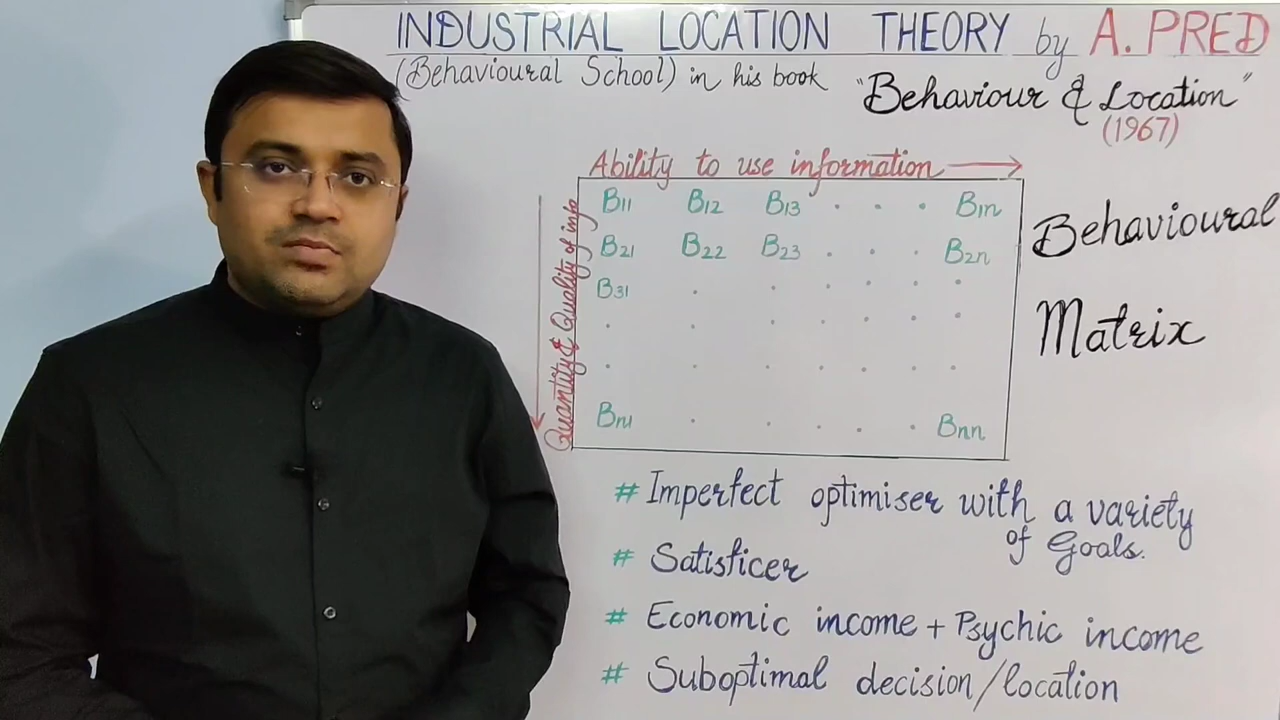 INDUSTRIAL LOCATION THEORY by A. PRED
(Behavioural School) in his book "Behaviour & Location"
(1967)
Ability to use information
Quantity & Quality of info
B11 B12 B13 . . . B1n
B21 B22 B23 . . . B2n
B31 . . . . . .
. . . . . . .
. . . . . . .
Bn1 . . . . . Bnn
Behavioural
Matrix
# Imperfect optimiser with a variety
of Goals.
# Satisficer
# Economic income + Psychic income
# Suboptimal decision/location